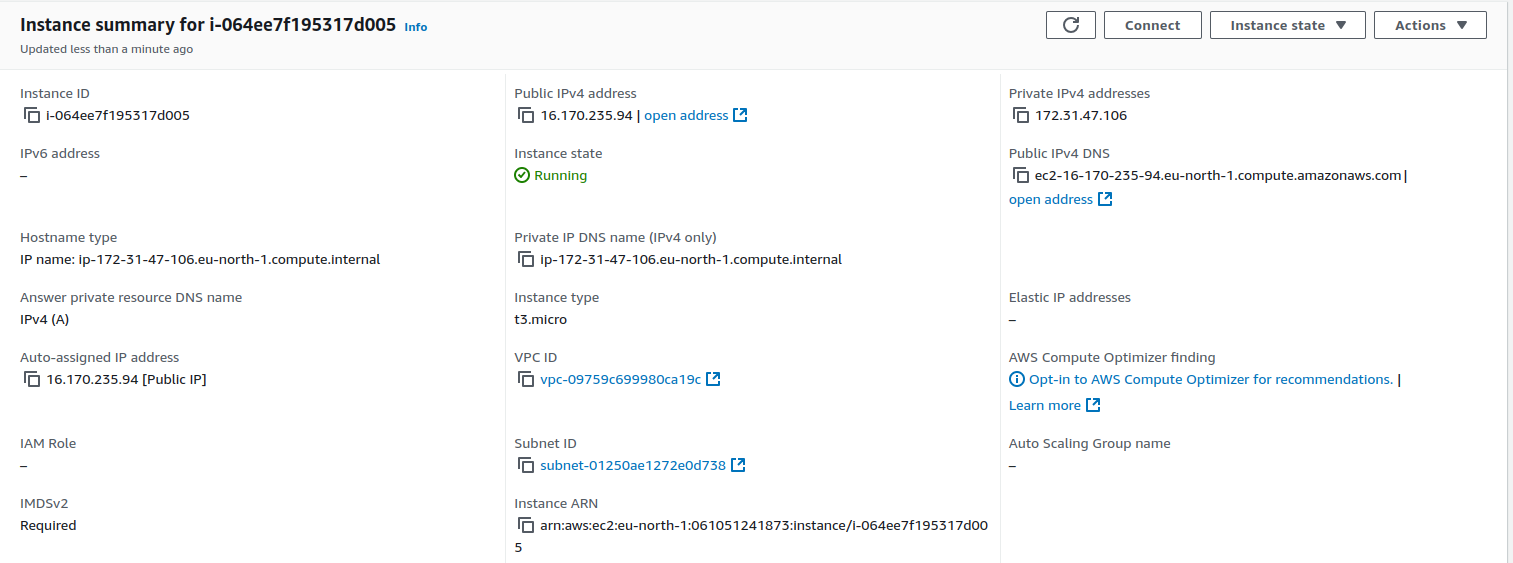 Instance summary for i-064ee7f195317d005 Info
Updated less than a minute ago
Connect
Instance state
Actions
Instance ID
i-064ee7f195317d005
Public IPv4 address
16.170.235.94 | open address
Private IPv4 addresses
172.31.47.106
IPv6 address
–
Instance state
Running
Public IPv4 DNS
ec2-16-170-235-94.eu-north-1.compute.amazonaws.com |
open address
Hostname type
IP name: ip-172-31-47-106.eu-north-1.compute.internal
Private IP DNS name (IPv4 only)
ip-172-31-47-106.eu-north-1.compute.internal
Answer private resource DNS name
IPv4 (A)
Instance type
t3.micro
Elastic IP addresses
–
Auto-assigned IP address
16.170.235.94 [Public IP]
VPC ID
vpc-09759c699980ca19c
AWS Compute Optimizer finding
Opt-in to AWS Compute Optimizer for recommendations. |
Learn more
IAM Role
–
Subnet ID
subnet-01250ae1272e0d738
Auto Scaling Group name
–
IMDSv2
Required
Instance ARN
arn:aws:ec2:eu-north-1:061051241873:instance/i-064ee7f195317d00
5